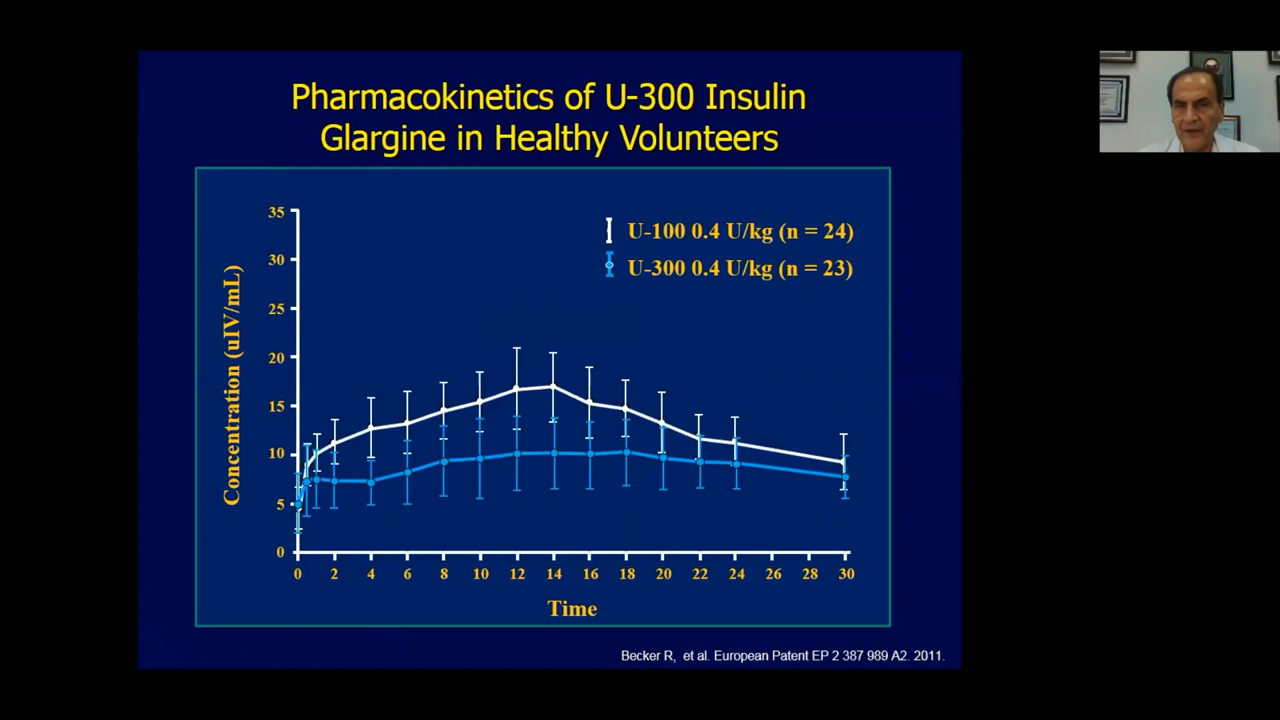 Pharmacokinetics of U-300 Insulin
Glargine in Healthy Volunteers
35
30
25
20
15
10
5
0
Concentration (uIV/mL)
U-100 0.4 U/kg (n = 24)
U-300 0.4 U/kg (n = 23)
0 2 4 6 8 10 12 14 16 18 20 22 24 26 28 30
Time
Becker R, et al. European Patent EP 2 387 989 A2. 2011.